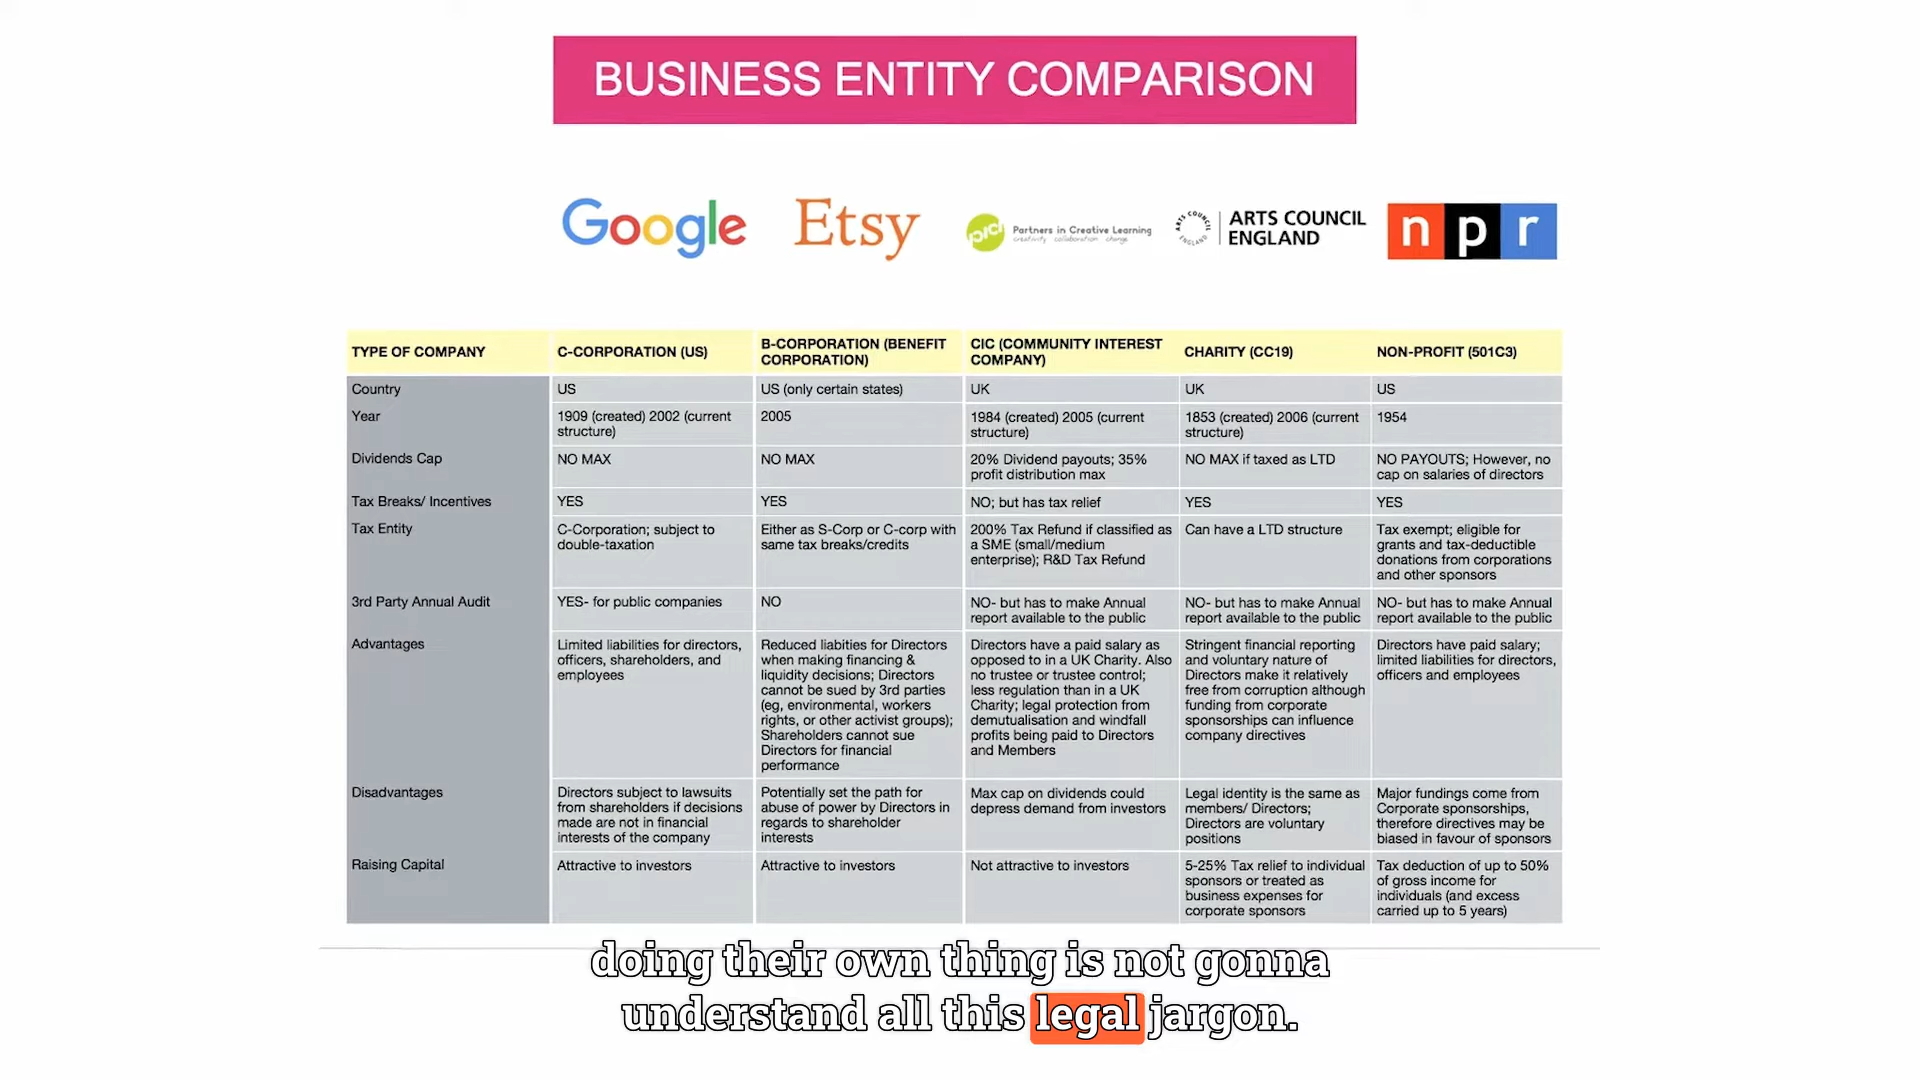 BUSINESS ENTITY COMPARISON
Google
Etsy
picl
Partners in Creative Learning
creativity collaboration change
ARTS COUNCIL ENGLAND
ARTS COUNCIL
ENGLAND
npr
TYPE OF COMPANY
C-CORPORATION (US)
B-CORPORATION (BENEFIT
CORPORATION)
CIC (COMMUNITY INTEREST
COMPANY)
CHARITY (CC19)
NON-PROFIT (501C3)
Country
US
US (only certain states)
UK
UK
US
Year
1909 (created) 2002 (current
structure)
2005
1984 (created) 2005 (current
structure)
1853 (created) 2006 (current
structure)
1954
Dividends Cap
NO MAX
NO MAX
20% Dividend payouts; 35%
profit distribution max
NO MAX if taxed as LTD
NO PAYOUTS; However, no
cap on salaries of directors
Tax Breaks/ Incentives
YES
YES
NO; but has tax relief
YES
YES
Tax Entity
C-Corporation; subject to
double-taxation
Either as S-Corp or C-corp with
same tax breaks/credits
200% Tax Refund if classified as
a SME (small/medium
enterprise); R&D Tax Refund
Can have a LTD structure
Tax exempt; eligible for
grants and tax-deductible
donations from corporations
and other sponsors
3rd Party Annual Audit
YES- for public companies
NO
NO- but has to make Annual
report available to the public
NO- but has to make Annual
report available to the public
NO- but has to make Annual
report available to the public
Advantages
Limited liabilities for directors,
officers, shareholders, and
employees
Reduced liabities for Directors
when making financing &
liquidity decisions; Directors
cannot be sued by 3rd parties
(eg, environmental, workers
rights, or other activist groups);
Shareholders cannot sue
Directors for financial
performance
Directors have a paid salary as
opposed to in a UK Charity. Also
no trustee or trustee control;
less regulation than in a UK
Charity; legal protection from
demutualisation and windfall
profits being paid to Directors
and Members
Stringent financial reporting
and voluntary nature of
Directors make it relatively
free from corruption although
funding from corporate
sponsorships can influence
company directives
Directors have paid salary;
limited liabilities for directors,
officers and employees
Disadvantages
Directors subject to lawsuits
from shareholders if decisions
made are not in financial
interests of the company
Potentially set the path for
abuse of power by Directors in
regards to shareholder
interests
Max cap on dividends could
depress demand from investors
Legal identity is the same as
members/ Directors;
Directors are voluntary
positions
Major fundings come from
Corporate sponsorships,
therefore directives may be
biased in favour of sponsors
Raising Capital
Attractive to investors
Attractive to investors
Not attractive to investors
5-25% Tax relief to individual
sponsors or treated as
business expenses for
corporate sponsors
Tax deduction of up to 50%
of gross income for
individuals (and excess
carried up to 5 years)
doing their own thing is not gonna
understand all this legal jargon.